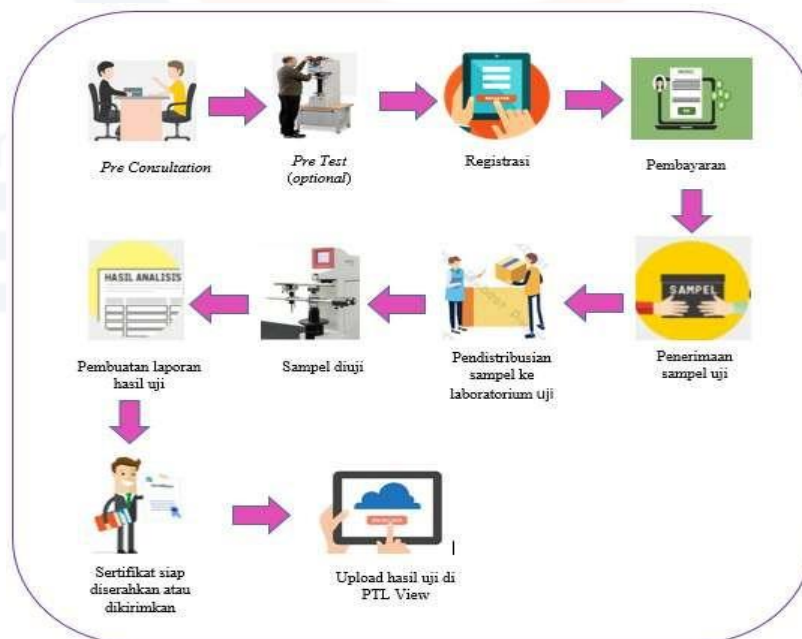 Pre Consultation
Pre Test
(optional)
Registrasi
Pembayaran
SAMPEL
Penerimaan
sampel uji
Pendistribusian
sampel ke
laboratorium uji
Sampel diuji
HASIL ANALISIS
Pembuatan laporan
hasil uji
Sertifikat siap
diserahkan atau
dikirimkan
Upload hasil uji di
PTL View